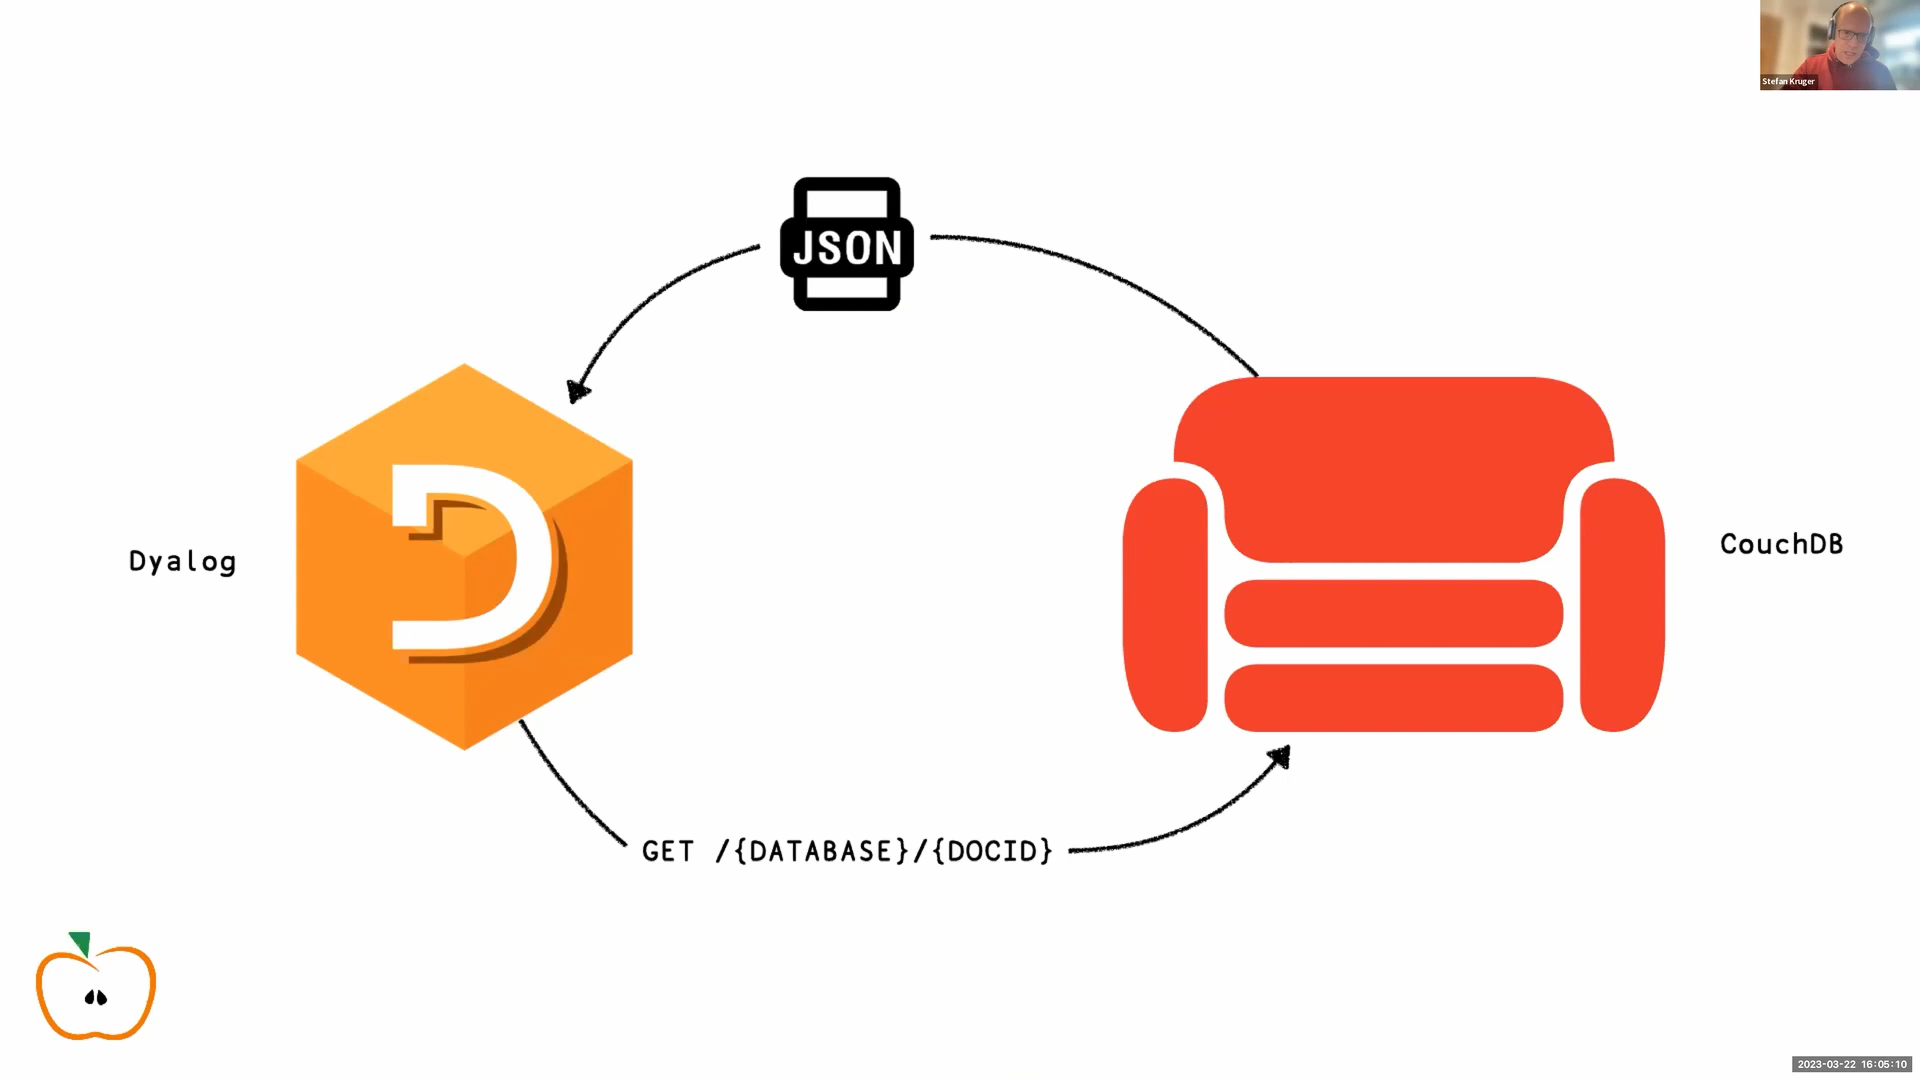 Stefan Kruger
JSON
Dyalog
CouchDB
GET /{DATABASE}/{DOCID}
2023-03-22 16:05:10